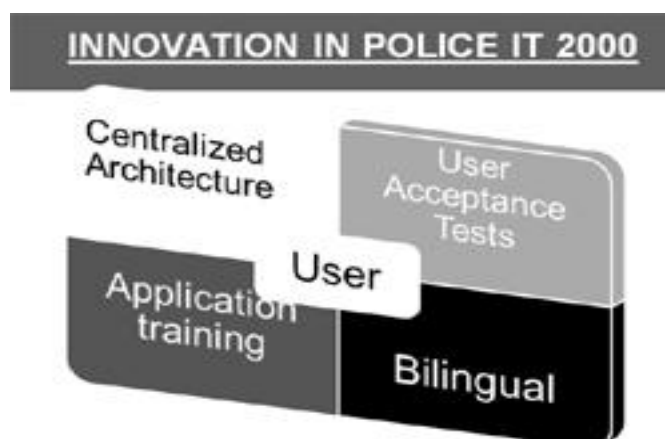 INNOVATION IN POLICE IT 2000
Centralized
Architecture
User
Acceptance
Tests
User
Application
training
Bilingual